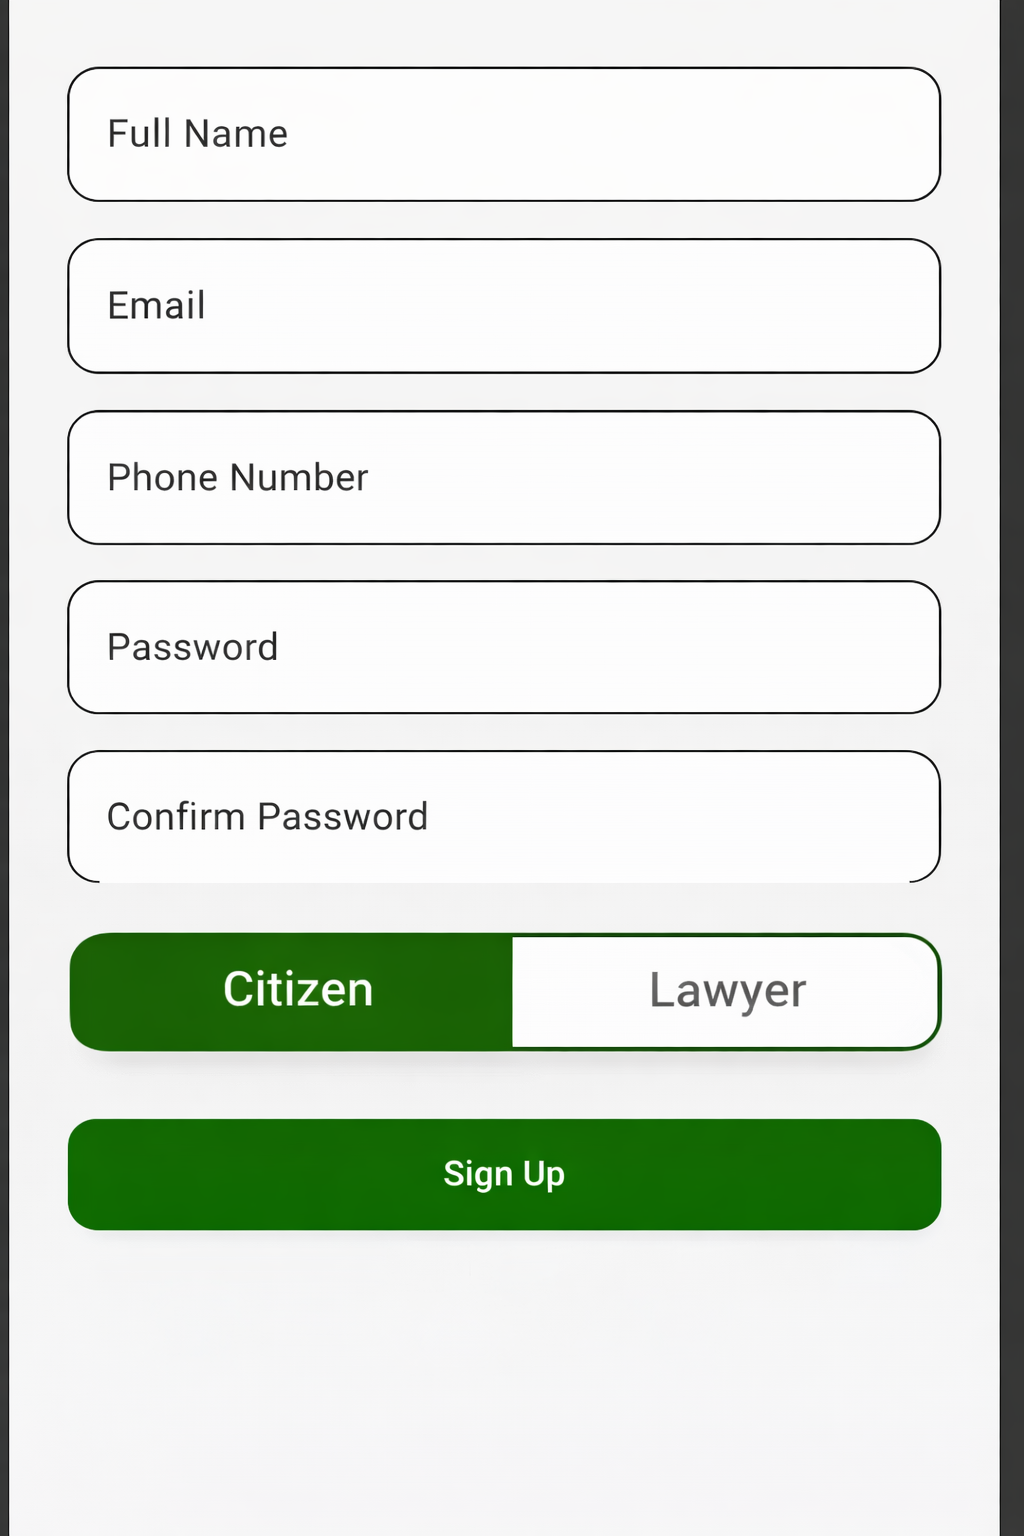 Full Name
Email
Phone Number
Password
Confirm Password
Citizen Lawyer
Sign Up